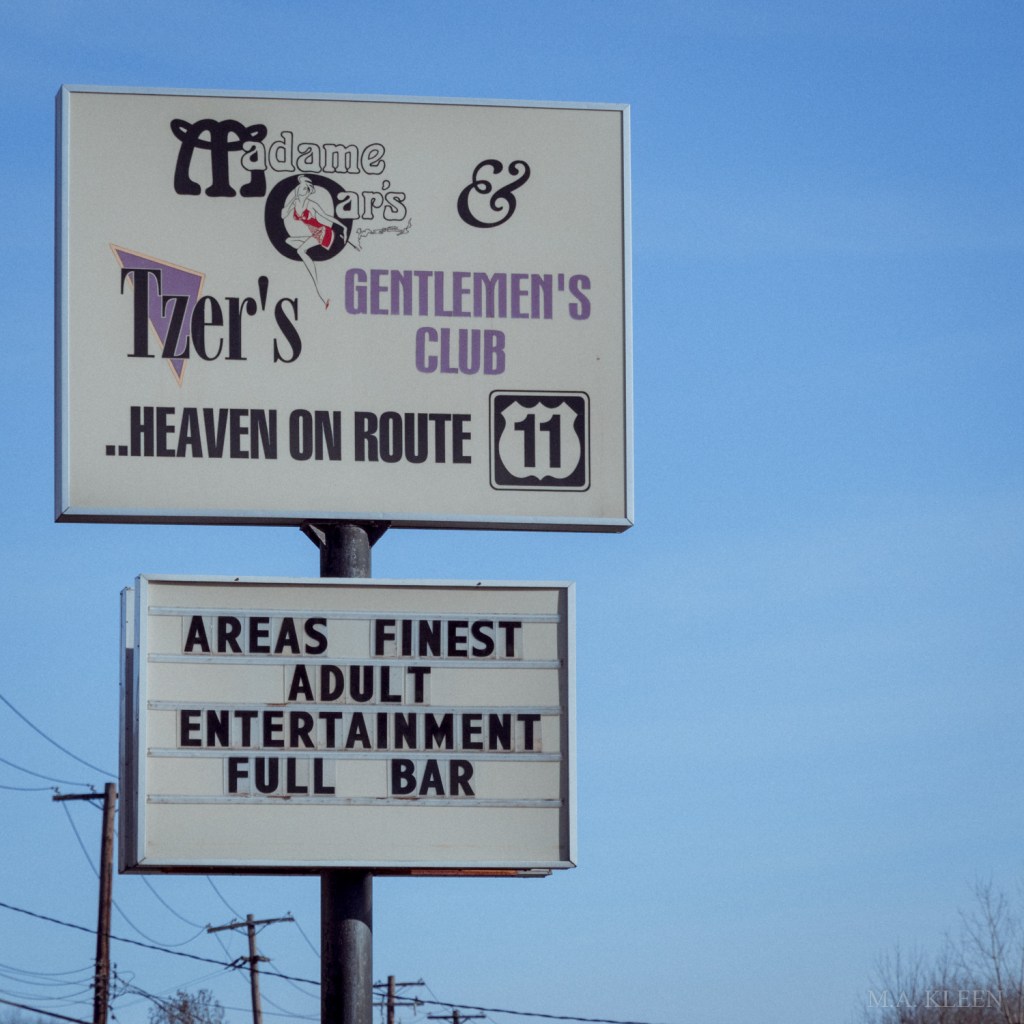 Madame
Oar's &
Tzer's GENTLEMEN'S
CLUB
..HEAVEN ON ROUTE 11
AREAS FINEST
ADULT
ENTERTAINMENT
FULL BAR
M.A. KLEEN